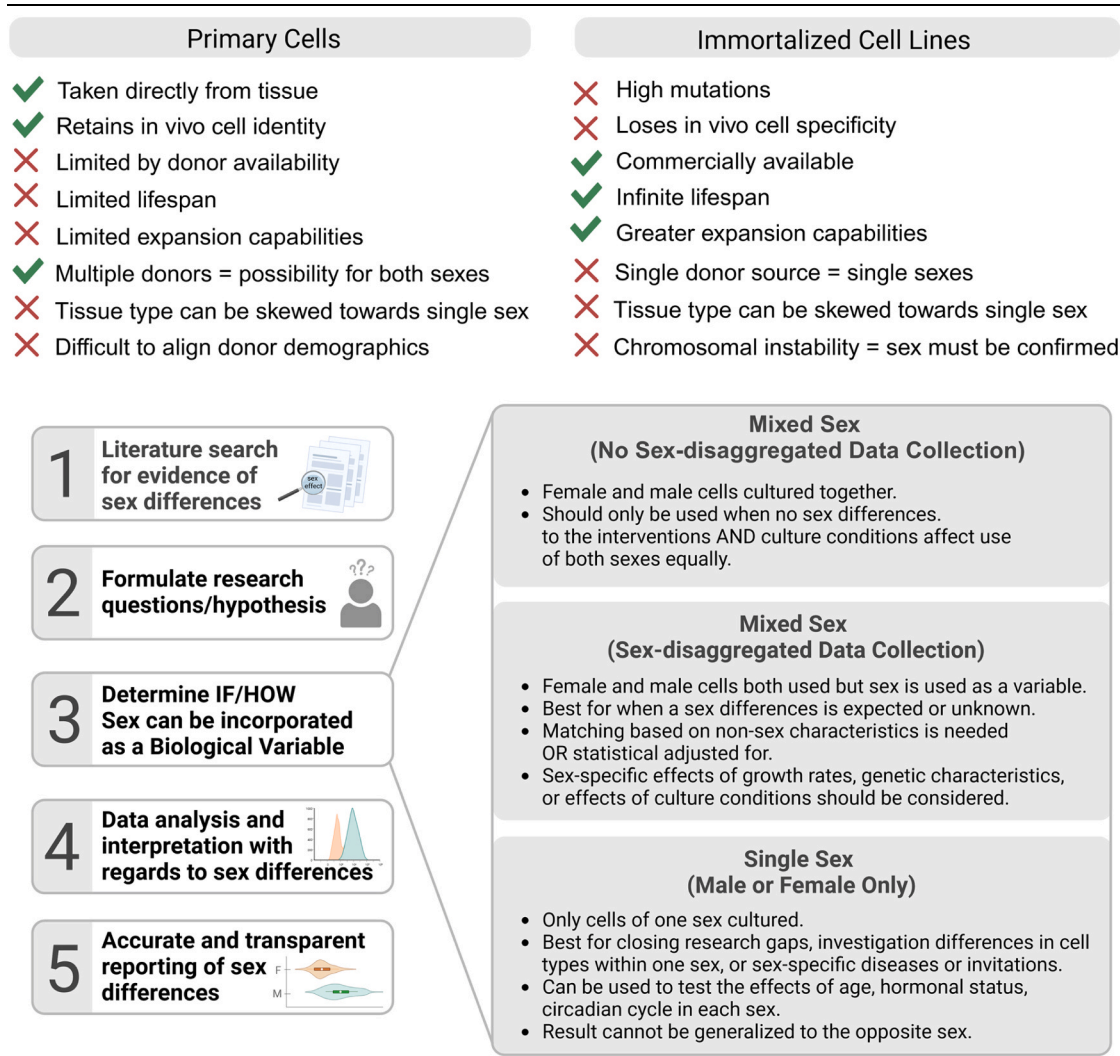 Primary Cells
Taken directly from tissue
Retains in vivo cell identity
Limited by donor availability
Limited lifespan
Limited expansion capabilities
Multiple donors = possibility for both sexes
Tissue type can be skewed towards single sex
Difficult to align donor demographics
Immortalized Cell Lines
High mutations
Loses in vivo cell specificity
Commercially available
Infinite lifespan
Greater expansion capabilities
Single donor source = single sexes
Tissue type can be skewed towards single sex
Chromosomal instability = sex must be confirmed
1
Literature search
for evidence of
sex differences
sex
effect
2
Formulate research
questions/hypothesis
???
3
Determine IF/HOW
Sex can be incorporated
as a Biological Variable
4
Data analysis and
interpretation with
regards to sex differences
5
Accurate and transparent
reporting of sex
differences
F
M
Mixed Sex
(No Sex-disaggregated Data Collection)
• Female and male cells cultured together.
• Should only be used when no sex differences.
to the interventions AND culture conditions affect use
of both sexes equally.
Mixed Sex
(Sex-disaggregated Data Collection)
• Female and male cells both used but sex is used as a variable.
• Best for when a sex differences is expected or unknown.
• Matching based on non-sex characteristics is needed
OR statistical adjusted for.
• Sex-specific effects of growth rates, genetic characteristics,
or effects of culture conditions should be considered.
Single Sex
(Male or Female Only)
• Only cells of one sex cultured.
• Best for closing research gaps, investigation differences in cell
types within one sex, or sex-specific diseases or invitations.
• Can be used to test the effects of age, hormonal status,
circadian cycle in each sex.
• Result cannot be generalized to the opposite sex.